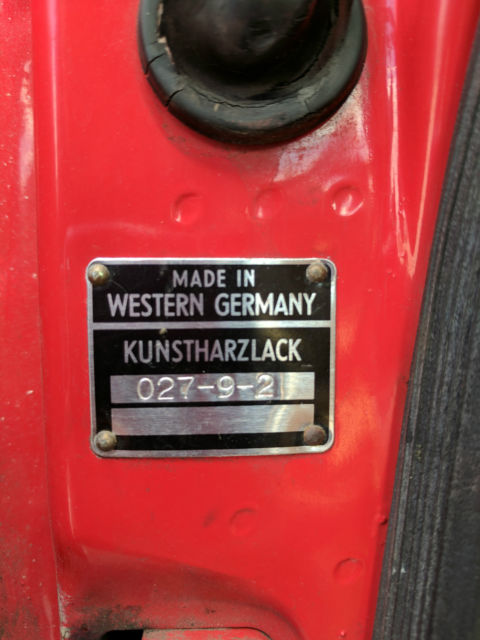 MADE IN
WESTERN GERMANY
KUNSTHARZLACK
027-9-21